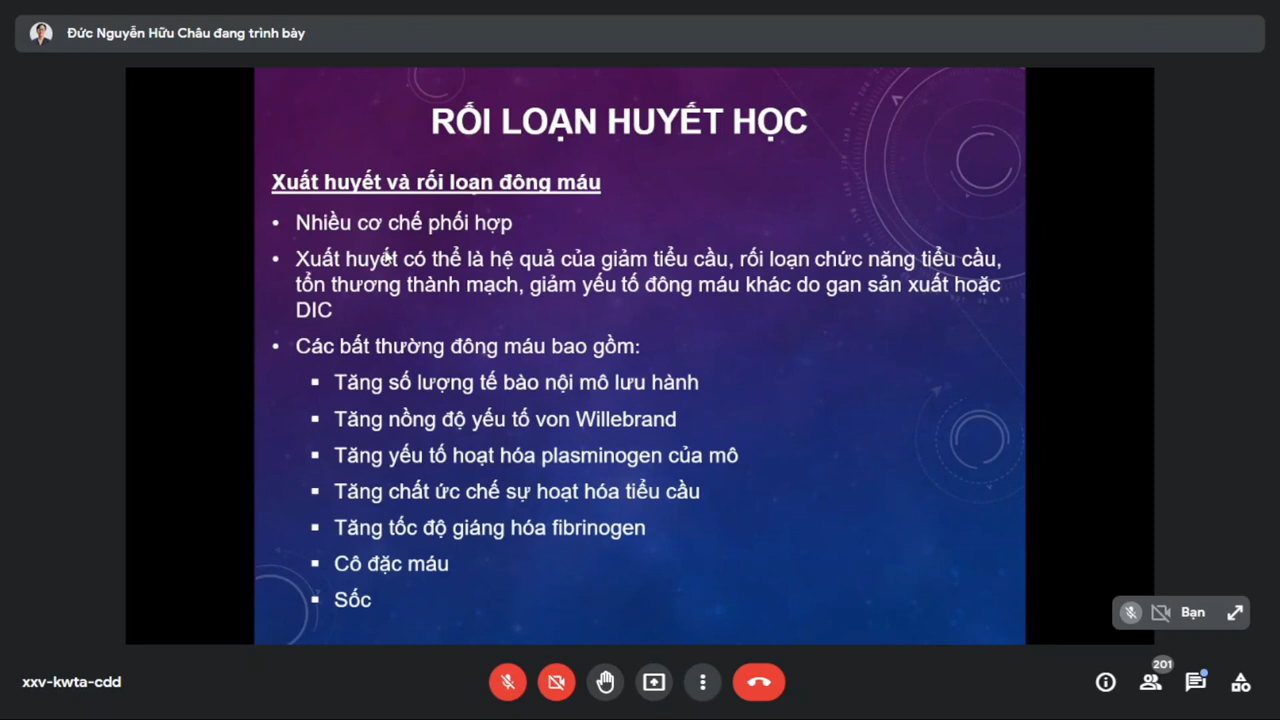 Đức Nguyễn Hữu Châu đang trình bày
RỐI LOẠN HUYẾT HỌC
Xuất huyết và rối loạn đông máu
• Nhiều cơ chế phối hợp
• Xuất huyết có thể là hệ quả của giảm tiểu cầu, rối loạn chức năng tiểu cầu,
tổn thương thành mạch, giảm yếu tố đông máu khác do gan sản xuất hoặc
DIC
• Các bất thường đông máu bao gồm:
▪ Tăng số lượng tế bào nội mô lưu hành
▪ Tăng nồng độ yếu tố von Willebrand
▪ Tăng yếu tố hoạt hóa plasminogen của mô
▪ Tăng chất ức chế sự hoạt hóa tiểu cầu
▪ Tăng tốc độ giáng hóa fibrinogen
▪ Cô đặc máu
▪ Sốc
Bạn
xxv-kwta-cdd
201